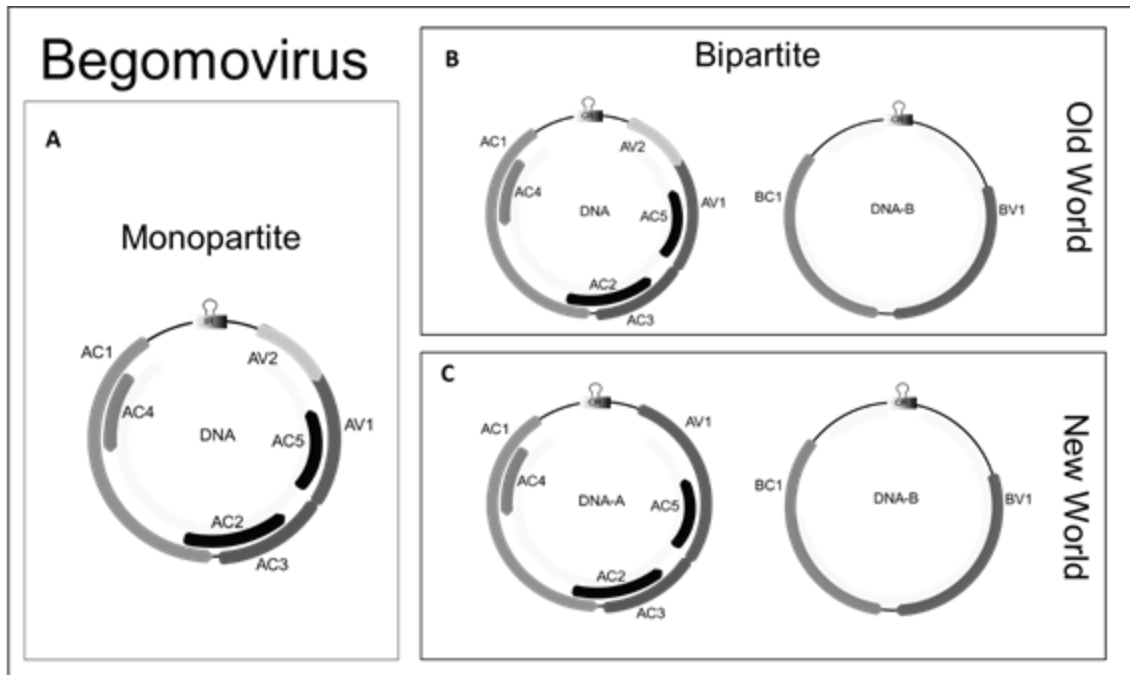 Begomovirus
A
Monopartite
AC1
AV2
AC4
AV1
DNA
AC5
AC2
AC3
B
Bipartite
Old World
AC1
AV2
AC4
DNA
AC5
AV1
AC2
AC3
BC1
DNA-B
BV1
C
New World
AC1
AV1
AC4
DNA-A
AC5
AC2
AC3
BC1
DNA-B
BV1